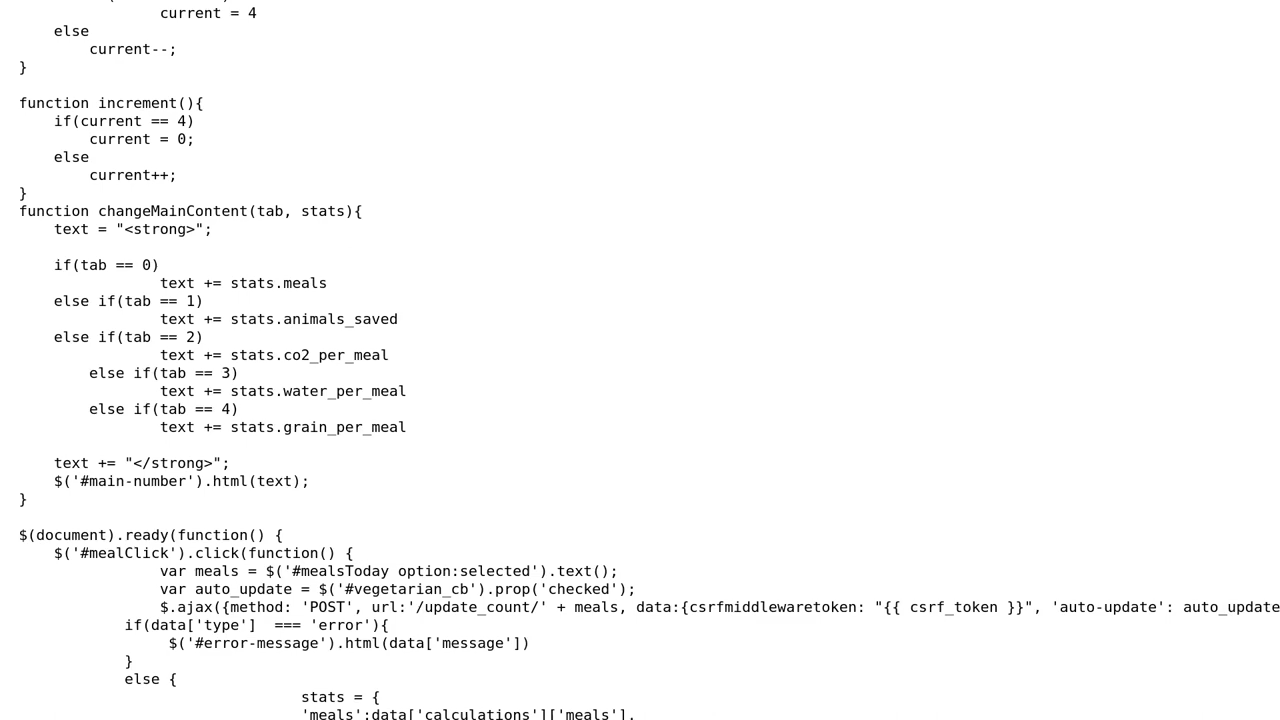 current = 4
else
current--;
}
function increment(){
if(current == 4)
current = 0;
else
current++;
}
function changeMainContent(tab, stats){
text = "<strong>";
if(tab == 0)
text += stats.meals
else if(tab == 1)
text += stats.animals_saved
else if(tab == 2)
text += stats.co2_per_meal
else if(tab == 3)
text += stats.water_per_meal
else if(tab == 4)
text += stats.grain_per_meal
text += "</strong>";
$('#main-number').html(text);
}
$(document).ready(function() {
$('#mealClick').click(function() {
var meals = $('#mealsToday option:selected').text();
var auto_update = $('#vegetarian_cb').prop('checked');
$.ajax({method: 'POST', url:'/update_count/' + meals, data:{csrfmiddlewaretoken: "{{ csrf_token }}", 'auto-update': auto_update
if(data['type']  === 'error'){
$('#error-message').html(data['message'])
}
else {
stats = {
'meals':data['calculations']['meals'],